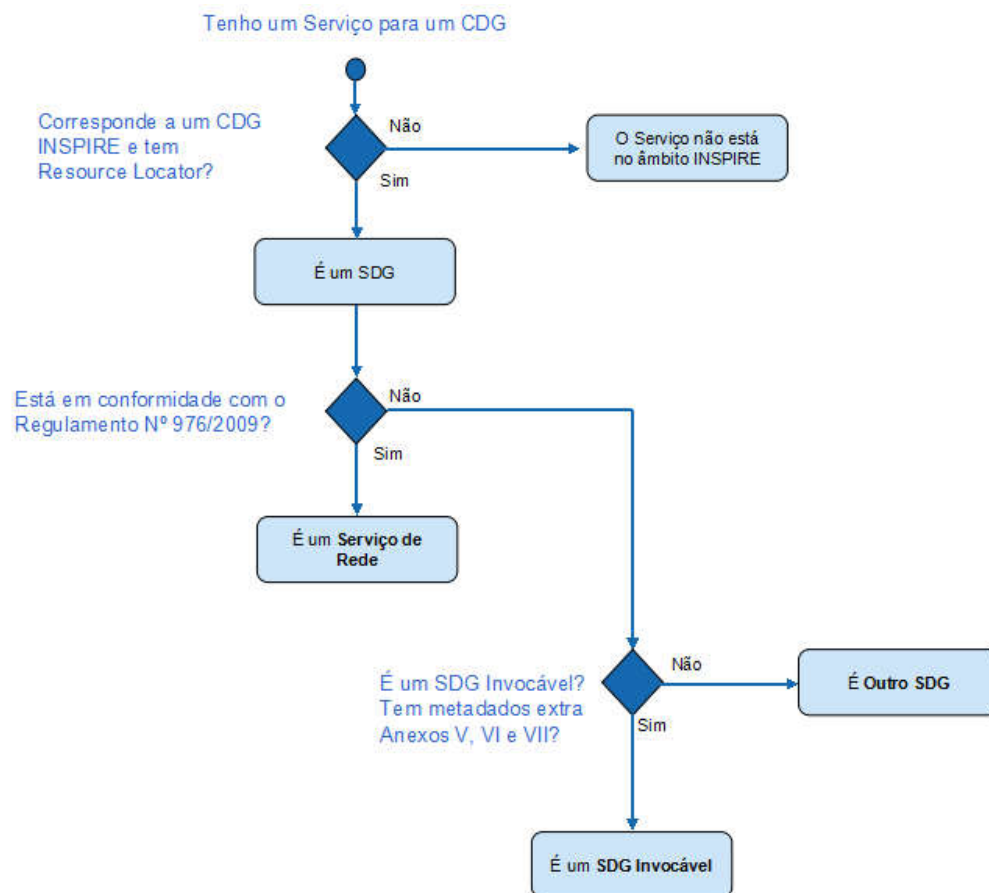 Tenho um Serviço para um CDG
Corresponde a um CDG
INSPIRE e tem
Resource Locator?
Não
O Serviço não está
no âmbito INSPIRE
Sim
É um SDG
Está em conformidade com o
Regulamento Nº 976/2009?
Não
Sim
É um Serviço de
Rede
É um SDG Invocável?
Tem metadados extra
Anexos V, VI e VII?
Não
É Outro SDG
Sim
É um SDG Invocável